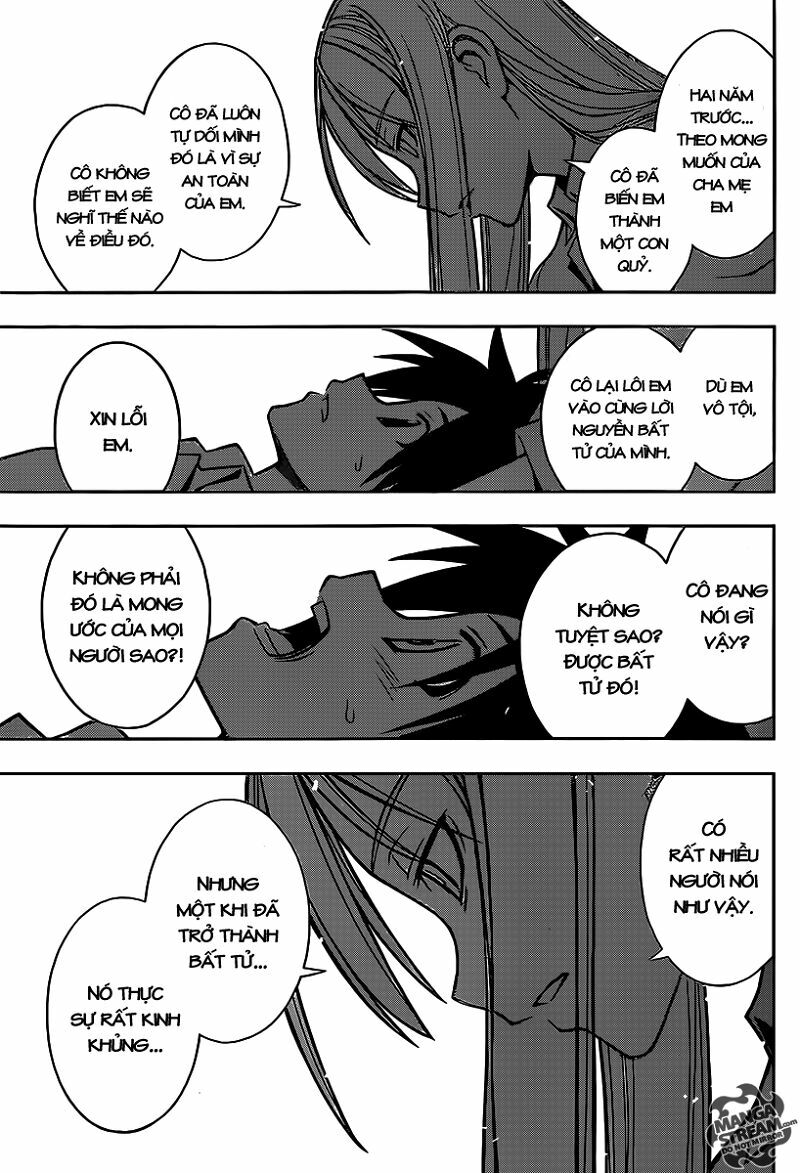 HAI NĂM
TRƯỚC...
THEO MONG
MUỐN CỦA
CHA MẸ
EM
CÔ ĐÃ
BIẾN EM
THÀNH
MỘT CON
QUỶ.
CÔ ĐÃ LUÔN
TỰ DỐI MÌNH
ĐÓ LÀ VÌ SỰ
AN TOÀN
CỦA EM.
CÔ KHÔNG
BIẾT EM SẼ
NGHĨ THẾ NÀO
VỀ ĐIỀU ĐÓ.
DÙ EM
VÔ TỘI,
CÔ LẠI LÔI EM
VÀO CÙNG LỜI
NGUYỀN BẤT
TỬ CỦA MÌNH.
XIN LỖI
EM.
CÔ ĐANG
NÓI GÌ
VẬY?
KHÔNG
TUYỆT SAO?
ĐƯỢC BẤT
TỬ ĐÓ!
KHÔNG PHẢI
ĐÓ LÀ MONG
ƯỚC CỦA MỌI
NGƯỜI SAO?!
CÓ
RẤT NHIỀU
NGƯỜI NÓI
NHƯ VẬY.
NHƯNG
MỘT KHI ĐÃ
TRỞ THÀNH
BẤT TỬ...
NÓ THỰC
SỰ RẤT KINH
KHỦNG...
MANGA
STREAM.com
DO NOT MIRROR!